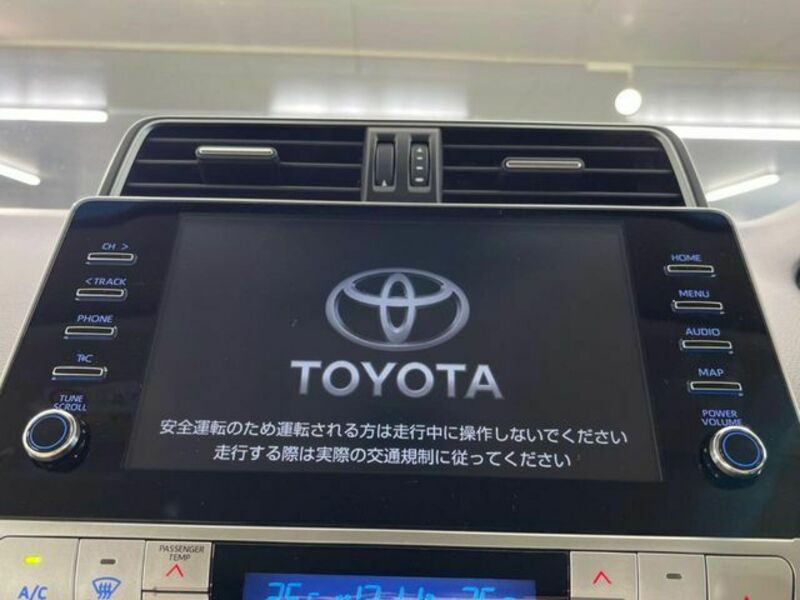 CH >
<TRACK
PHONE
T•C
TUNE
SCROLL
HOME
MENU
AUDIO
MAP
POWER
VOLUME
TOYOTA
安全運転のため運転される方は走行中に操作しないでください
走行する際は実際の交通規制に従ってください
A/C
PASSENGER
TEMP